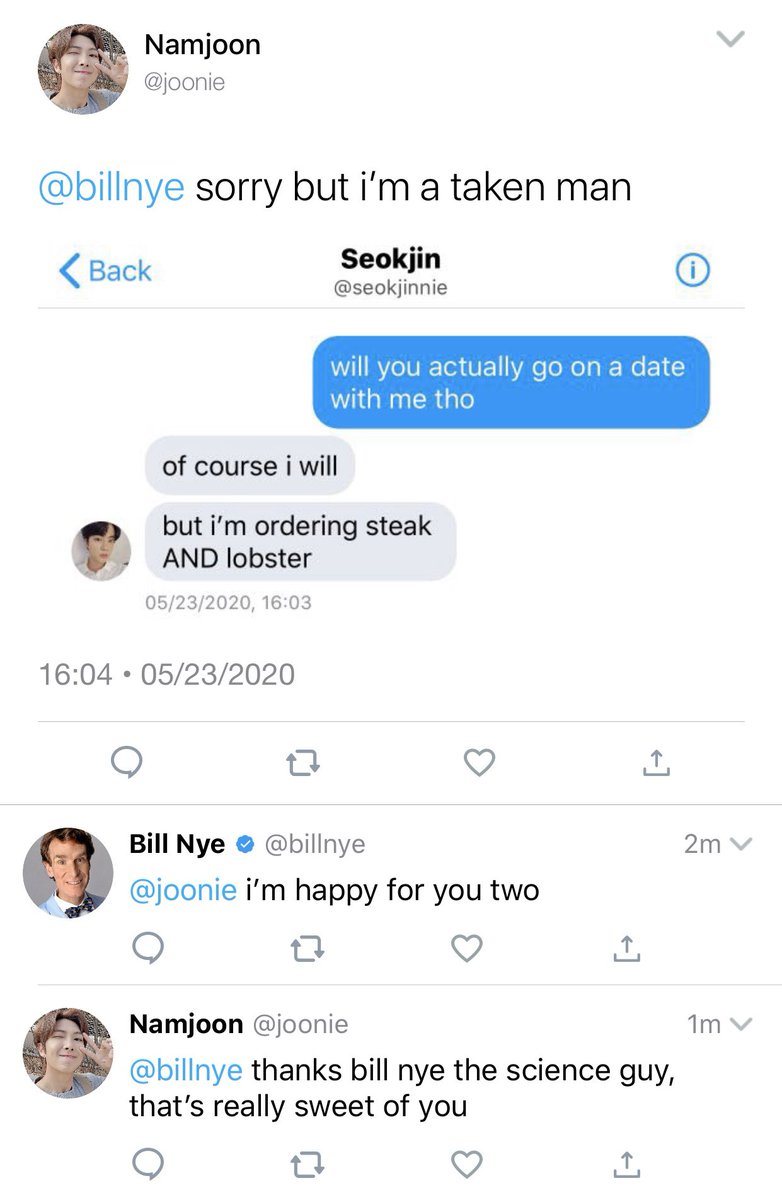 Namjoon
@joonie
@billnye sorry but i’m a taken man
Back
Seokjin
@seokjinnie
will you actually go on a date
with me tho
of course i will
but i’m ordering steak
AND lobster
05/23/2020, 16:03
16:04 • 05/23/2020
Bill Nye @billnye 2m
@joonie i’m happy for you two
Namjoon @joonie 1m
@billnye thanks bill nye the science guy,
that’s really sweet of you